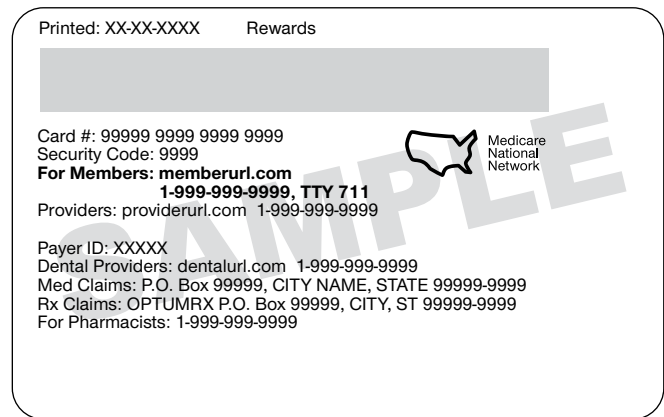 Printed: XX-XX-XXXX Rewards
Card #: 99999 9999 9999 9999
Security Code: 9999
For Members: memberurl.com
1-999-999-9999, TTY 711
Providers: providerurl.com 1-999-999-9999
Medicare
National
Network
Payer ID: XXXXX
Dental Providers: dentalurl.com 1-999-999-9999
Med Claims: P.O. Box 99999, CITY NAME, STATE 99999-9999
Rx Claims: OPTUMRX P.O. Box 99999, CITY, ST 99999-9999
For Pharmacists: 1-999-999-9999
SAMPLE